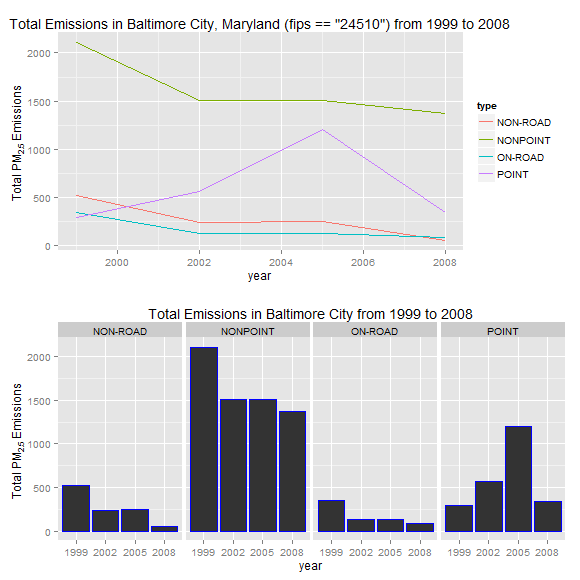 Total Emissions in Baltimore City, Maryland (fips == "24510") from 1999 to 2008
2000
1500
1000
500
0
Total PM2.5 Emissions
2000 2002 2004 2006 2008
year
type
NON-ROAD
NONPOINT
ON-ROAD
POINT
Total Emissions in Baltimore City from 1999 to 2008
NON-ROAD NONPOINT ON-ROAD POINT
2000
1500
1000
500
0
Total PM2.5 Emissions
1999 2002 2005 2008 1999 2002 2005 2008 1999 2002 2005 2008 1999 2002 2005 2008
year